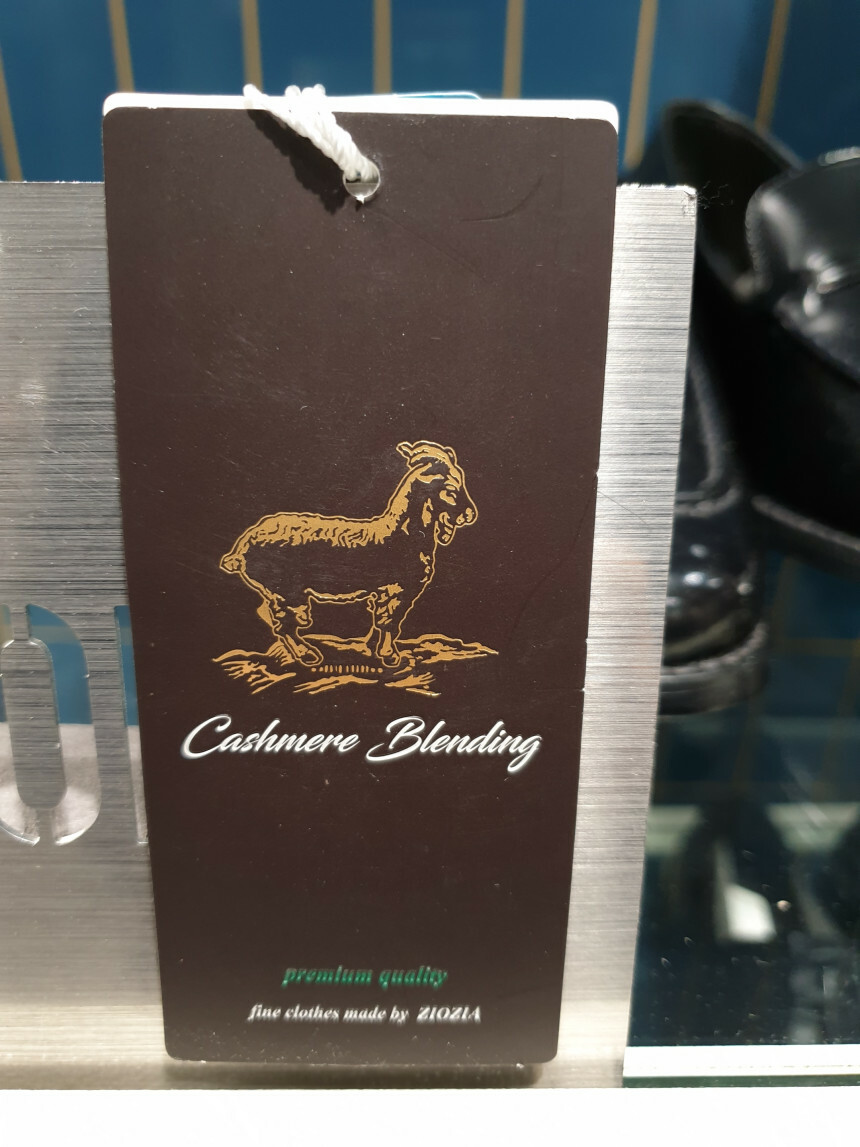 Cashmere Blending
premium quality
fine clothes made by ZIOZIA